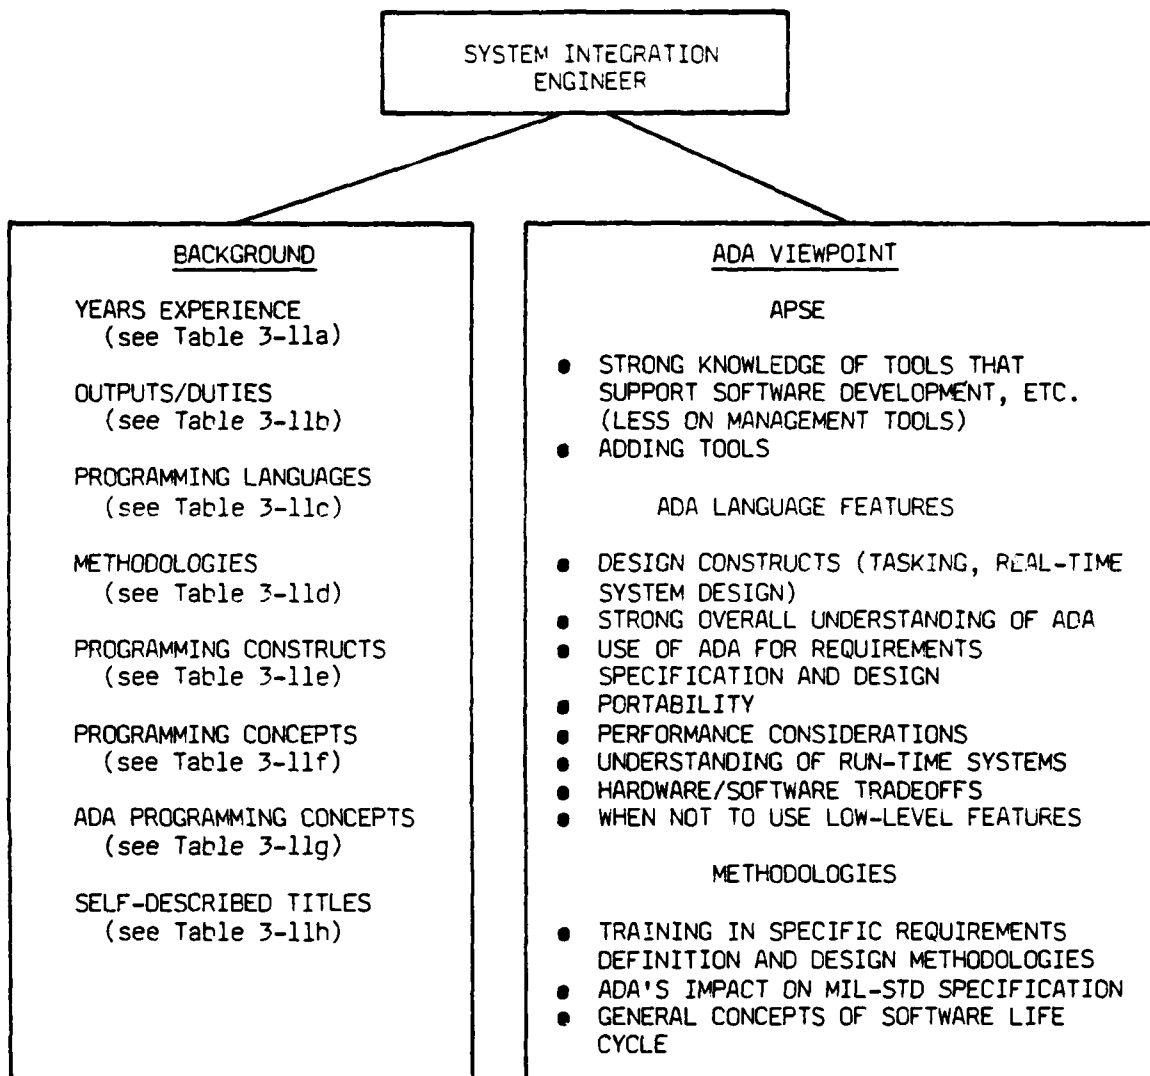 SYSTEM INTEGRATION
ENGINEER
BACKGROUND
YEARS EXPERIENCE
(see Table 3-11a)
OUTPUTS/DUTIES
(see Table 3-11b)
PROGRAMMING LANGUAGES
(see Table 3-11c)
METHODOLOGIES
(see Table 3-11d)
PROGRAMMING CONSTRUCTS
(see Table 3-11e)
PROGRAMMING CONCEPTS
(see Table 3-11f)
ADA PROGRAMMING CONCEPTS
(see Table 3-11g)
SELF-DESCRIBED TITLES
(see Table 3-11h)
ADA VIEWPOINT
APSE
● STRONG KNOWLEDGE OF TOOLS THAT
SUPPORT SOFTWARE DEVELOPMENT, ETC.
(LESS ON MANAGEMENT TOOLS)
● ADDING TOOLS
ADA LANGUAGE FEATURES
● DESIGN CONSTRUCTS (TASKING, REAL-TIME
SYSTEM DESIGN)
● STRONG OVERALL UNDERSTANDING OF ADA
● USE OF ADA FOR REQUIREMENTS
SPECIFICATION AND DESIGN
● PORTABILITY
● PERFORMANCE CONSIDERATIONS
● UNDERSTANDING OF RUN-TIME SYSTEMS
● HARDWARE/SOFTWARE TRADEOFFS
● WHEN NOT TO USE LOW-LEVEL FEATURES
METHODOLOGIES
● TRAINING IN SPECIFIC REQUIREMENTS
DEFINITION AND DESIGN METHODOLOGIES
● ADA'S IMPACT ON MIL-STD SPECIFICATION
● GENERAL CONCEPTS OF SOFTWARE LIFE
CYCLE